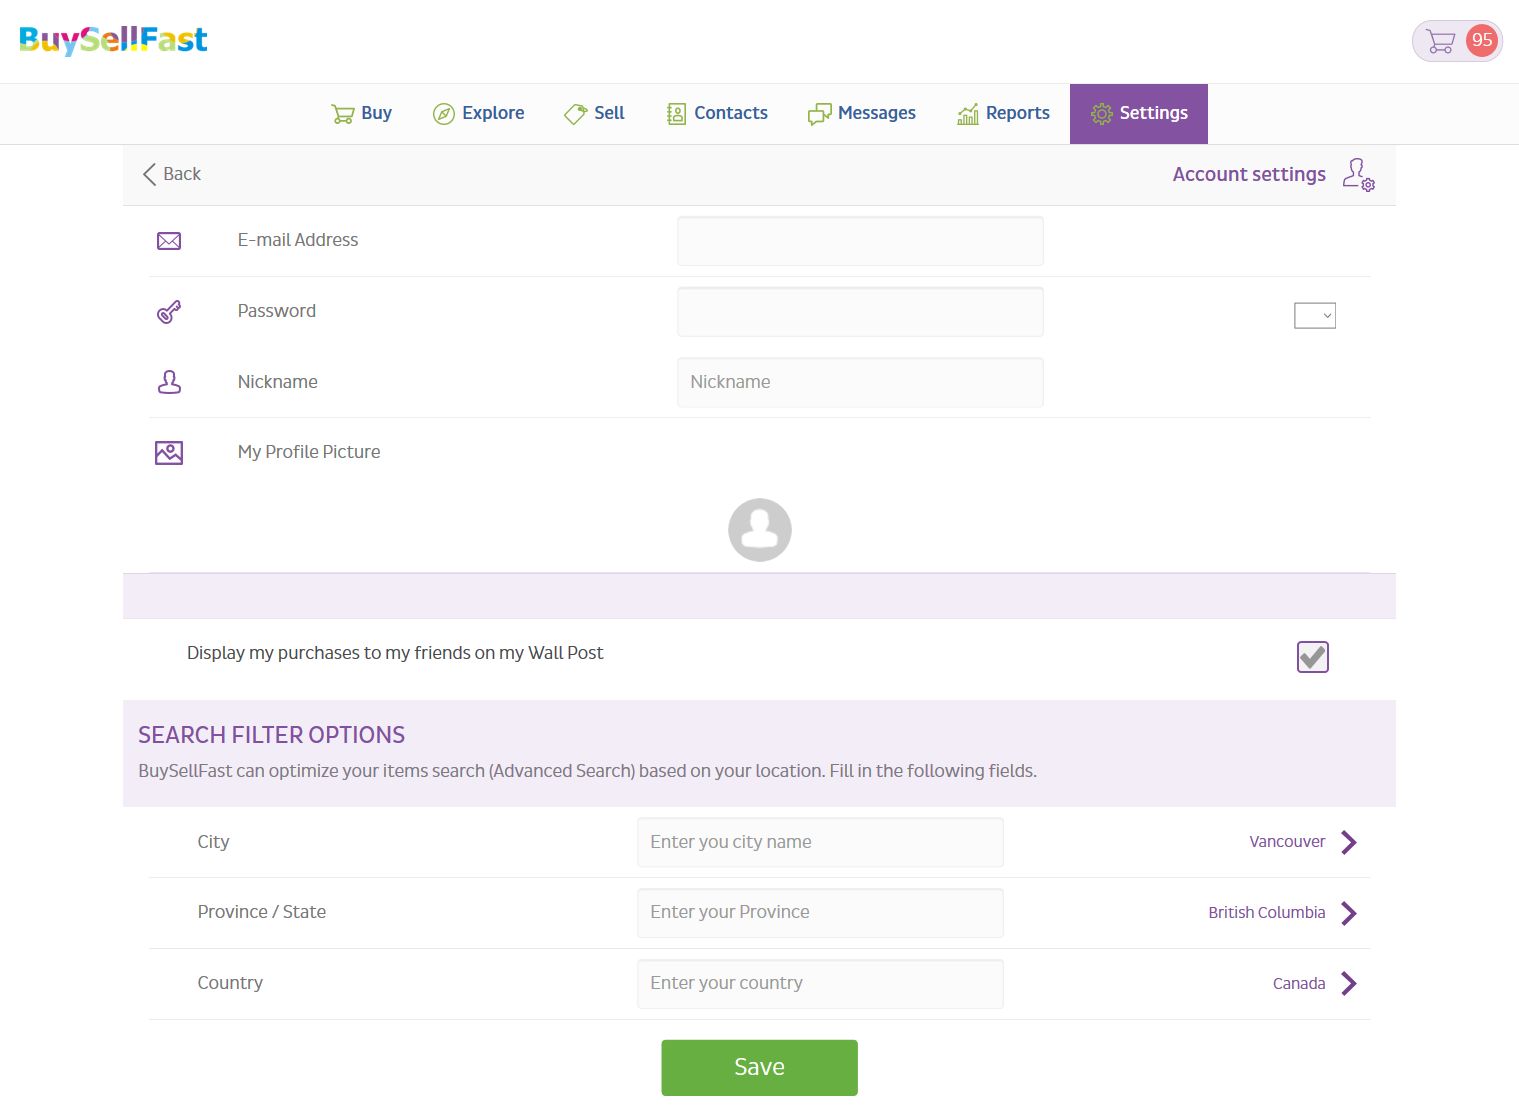 BuySellFast
95
Buy Explore Sell Contacts Messages Reports Settings
Back Account settings
E-mail Address
Password
Nickname Nickname
My Profile Picture
Display my purchases to my friends on my Wall Post
SEARCH FILTER OPTIONS
BuySellFast can optimize your items search (Advanced Search) based on your location. Fill in the following fields.
City Enter you city name Vancouver
Province / State Enter your Province British Columbia
Country Enter your country Canada
Save